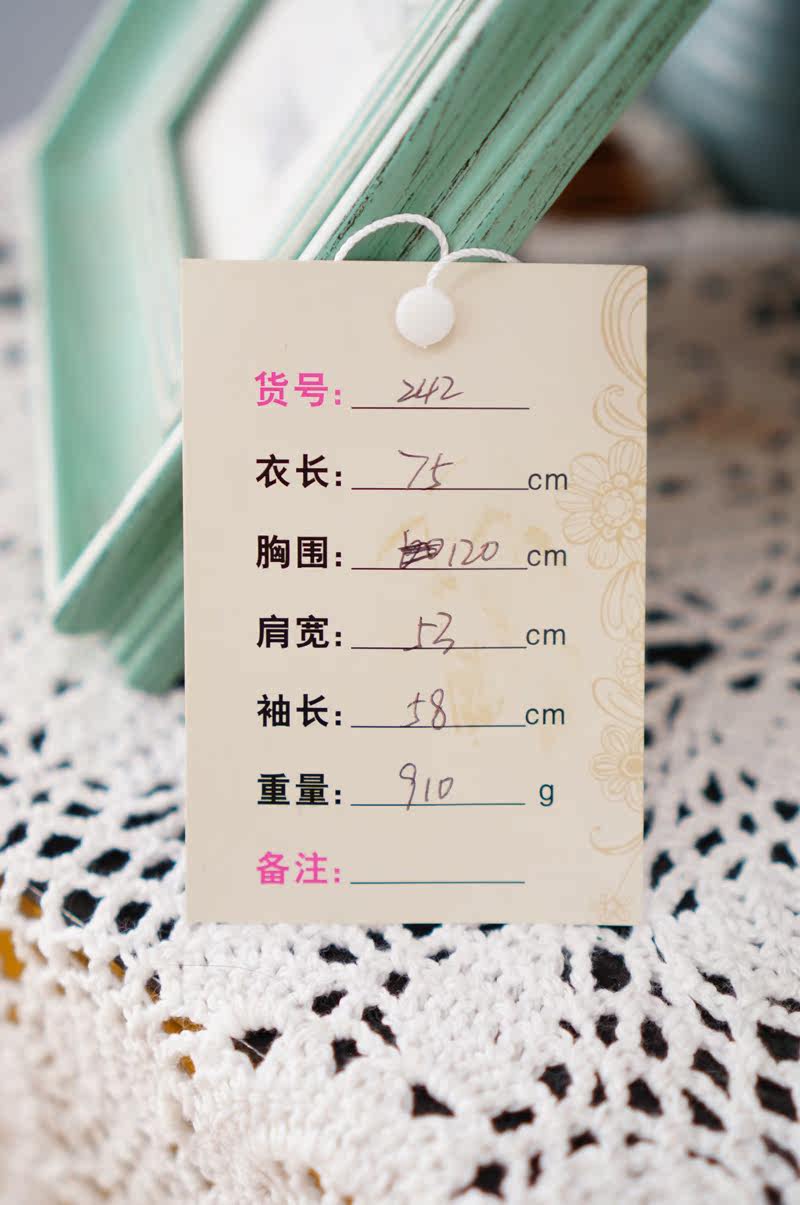 货号: 242
衣长: 75 cm
胸围: 120 cm
肩宽: 53 cm
袖长: 58 cm
重量: 910 g
备注: